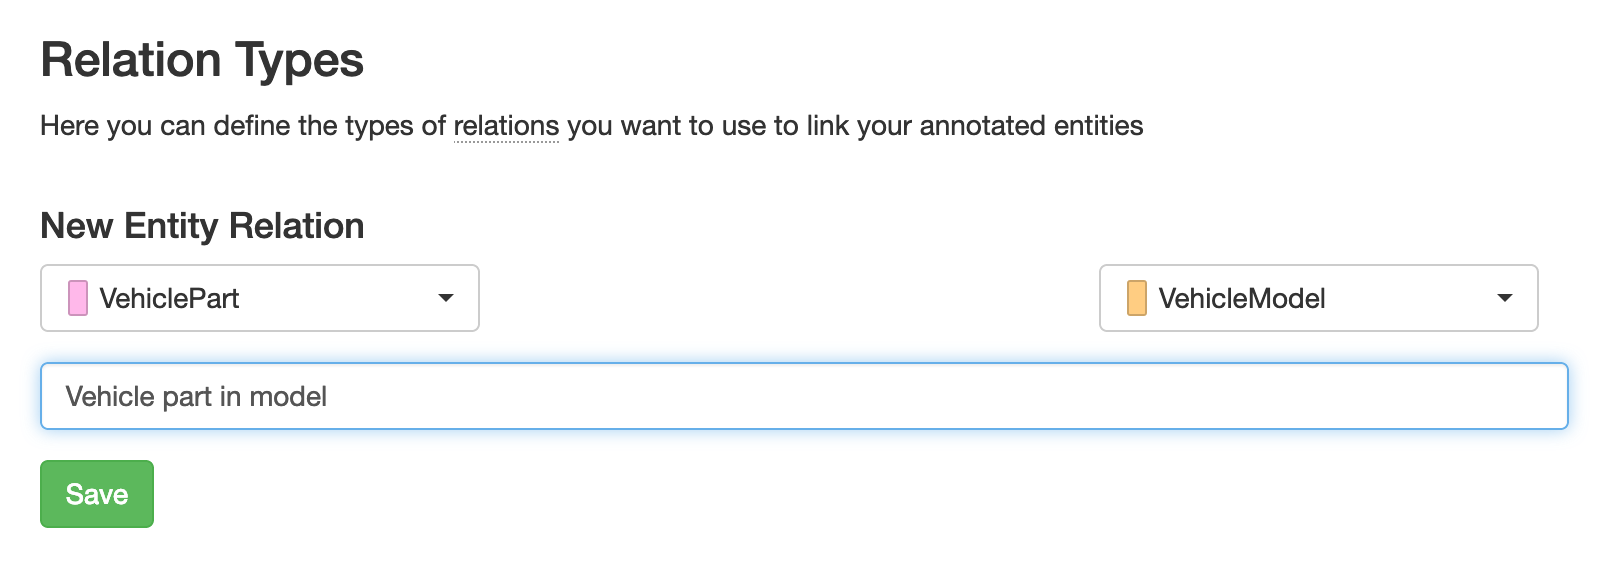 Relation Types
Here you can define the types of relations you want to use to link your annotated entities
New Entity Relation
VehiclePart
VehicleModel
Vehicle part in model
Save